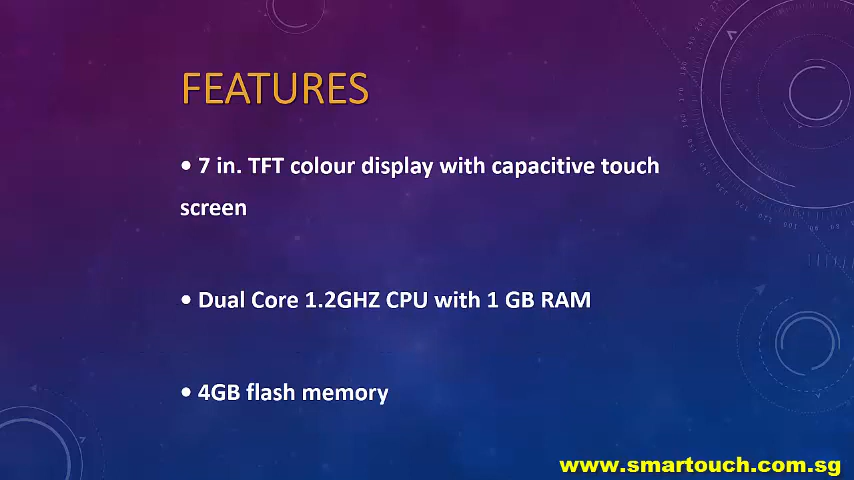 FEATURES
• 7 in. TFT colour display with capacitive touch
screen
• Dual Core 1.2GHZ CPU with 1 GB RAM
• 4GB flash memory
www.smartouch.com.sg